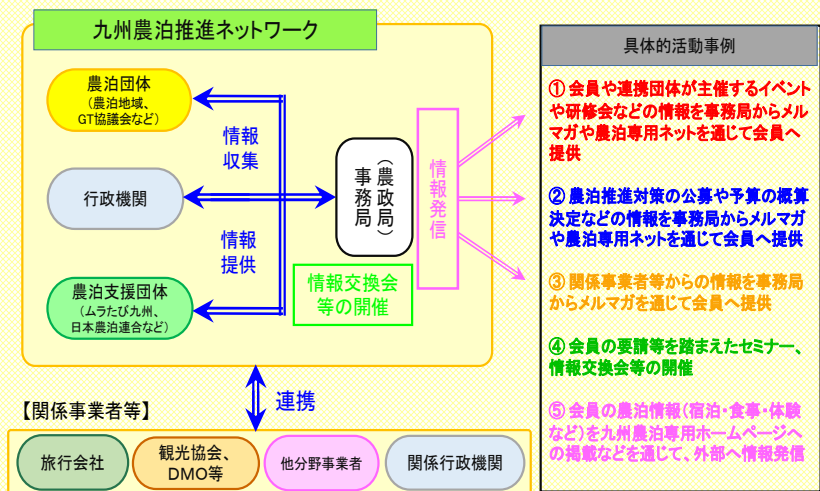 九州農泊推進ネットワーク
農泊団体
(農泊地域、
GT協議会など)
行政機関
農泊支援団体
(ムラたび九州、
日本農泊連合など)
情報
収集
情報
提供
事務局
(農政局)
情報発信
情報交換会
等の開催
連携
【関係事業者等】
旅行会社
観光協会、
DMO等
他分野事業者
関係行政機関
具体的活動事例
① 会員や連携団体が主催するイベント
や研修会などの情報を事務局からメル
マガや農泊専用ネットを通じて会員へ
提供
② 農泊推進対策の公募や予算の概算
決定などの情報を事務局からメルマガ
や農泊専用ネットを通じて会員へ提供
③ 関係事業者等からの情報を事務局
からメルマガを通じて会員へ提供
④ 会員の要請等を踏まえたセミナー、
情報交換会等の開催
⑤ 会員の農泊情報(宿泊・食事・体験
など)を九州農泊専用ホームページへ
の掲載などを通じて、外部へ情報発信